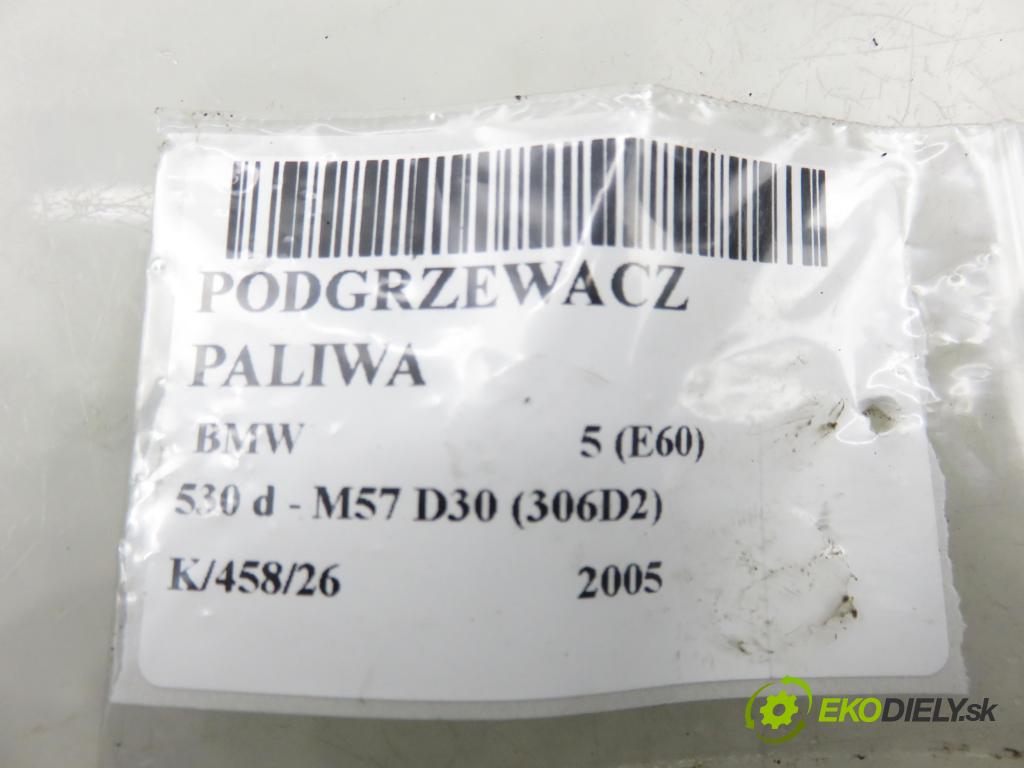 PODGRZEWACZ
PALIWA
BMW 5 (E60)
530 d - M57 D30 (306D2)
K/458/26 2005
EKODIELY.sk